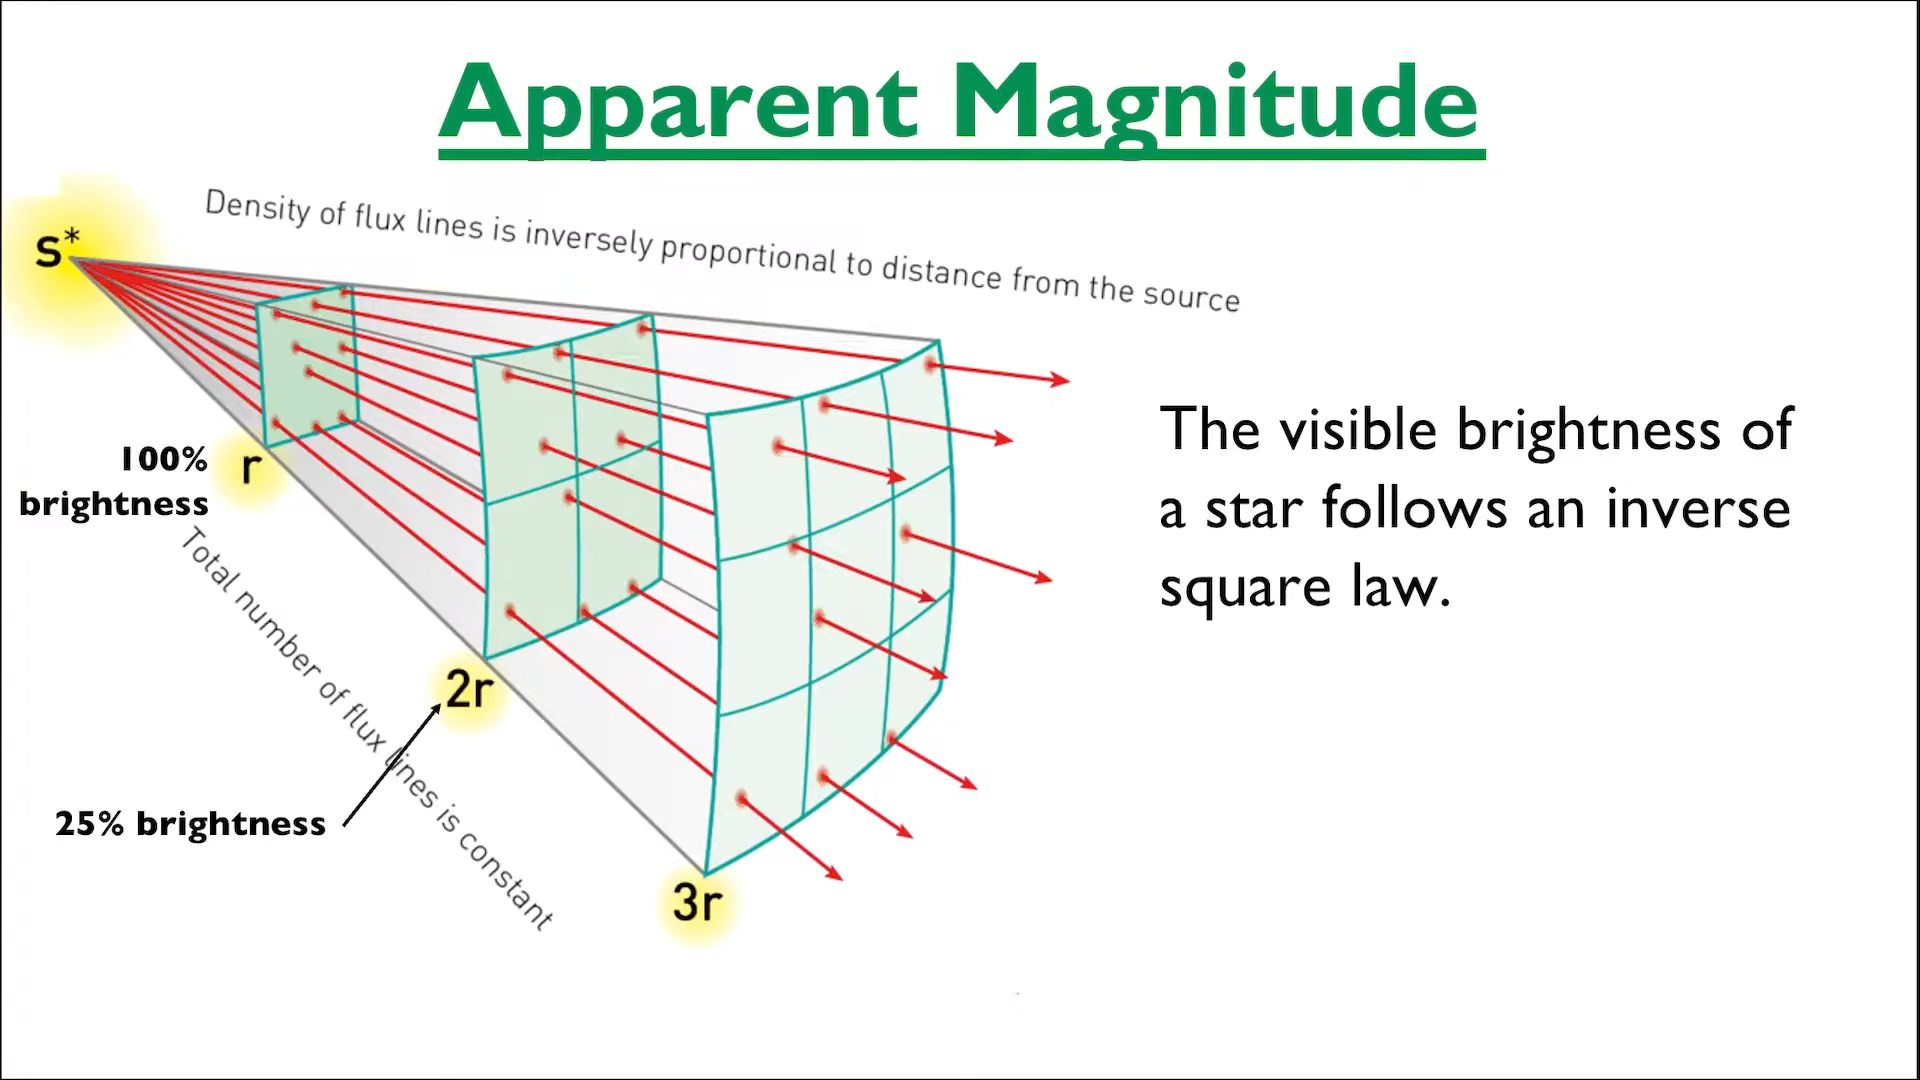 Apparent Magnitude
Density of flux lines is inversely proportional to distance from the source
s*
100%
brightness
r
Total number of flux lines is constant
2r
25% brightness
3r
The visible brightness of
a star follows an inverse
square law.